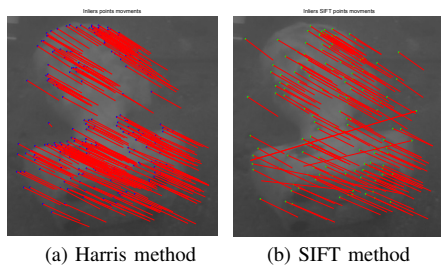 Inliers points movments
Inliers SIFT points movments
(a) Harris method
(b) SIFT method